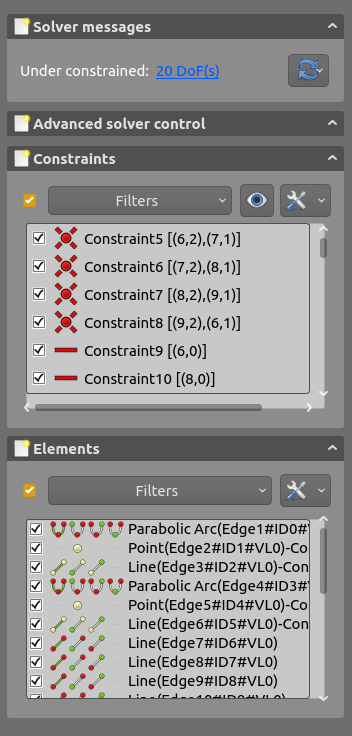 Solver messages
Under constrained: 20 DoF(s)
Advanced solver control
Constraints
Filters
Constraint5 [(6,2),(7,1)]
Constraint6 [(7,2),(8,1)]
Constraint7 [(8,2),(9,1)]
Constraint8 [(9,2),(6,1)]
Constraint9 [(6,0)]
Constraint10 [(8,0)]
Elements
Filters
Parabolic Arc(Edge1#ID0#
Point(Edge2#ID1#VL0)-Co
Line(Edge3#ID2#VL0)-Con
Parabolic Arc(Edge4#ID3#
Point(Edge5#ID4#VL0)-Co
Line(Edge6#ID5#VL0)-Con
Line(Edge7#ID6#VL0)
Line(Edge8#ID7#VL0)
Line(Edge9#ID8#VL0)
Line(Edge10#ID9#VL0)